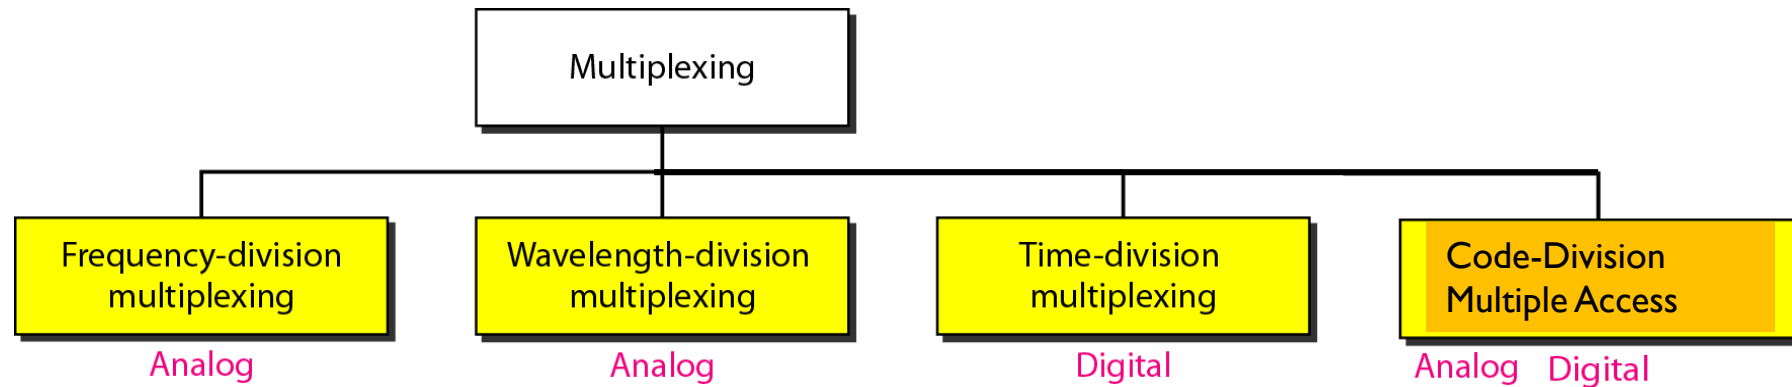 Multiplexing
Frequency-division
multiplexing
Wavelength-division
multiplexing
Time-division
multiplexing
Code-Division
Multiple Access
Analog
Analog
Digital
Analog Digital